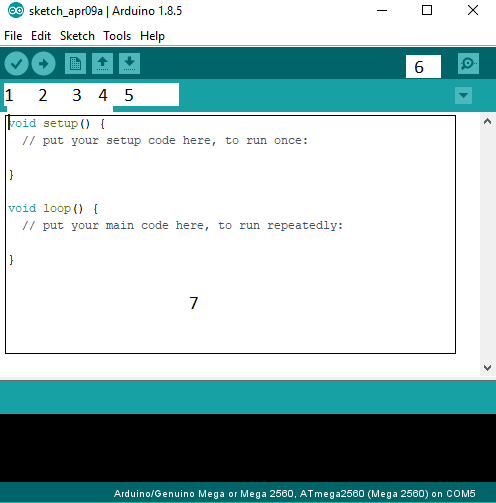 sketch_apr09a | Arduino 1.8.5
File Edit Sketch Tools Help
6
1 2 3 4 5
void setup() {
// put your setup code here, to run once:
}
void loop() {
// put your main code here, to run repeatedly:
}
7
Arduino/Genuino Mega or Mega 2560, ATmega2560 (Mega 2560) on COM5